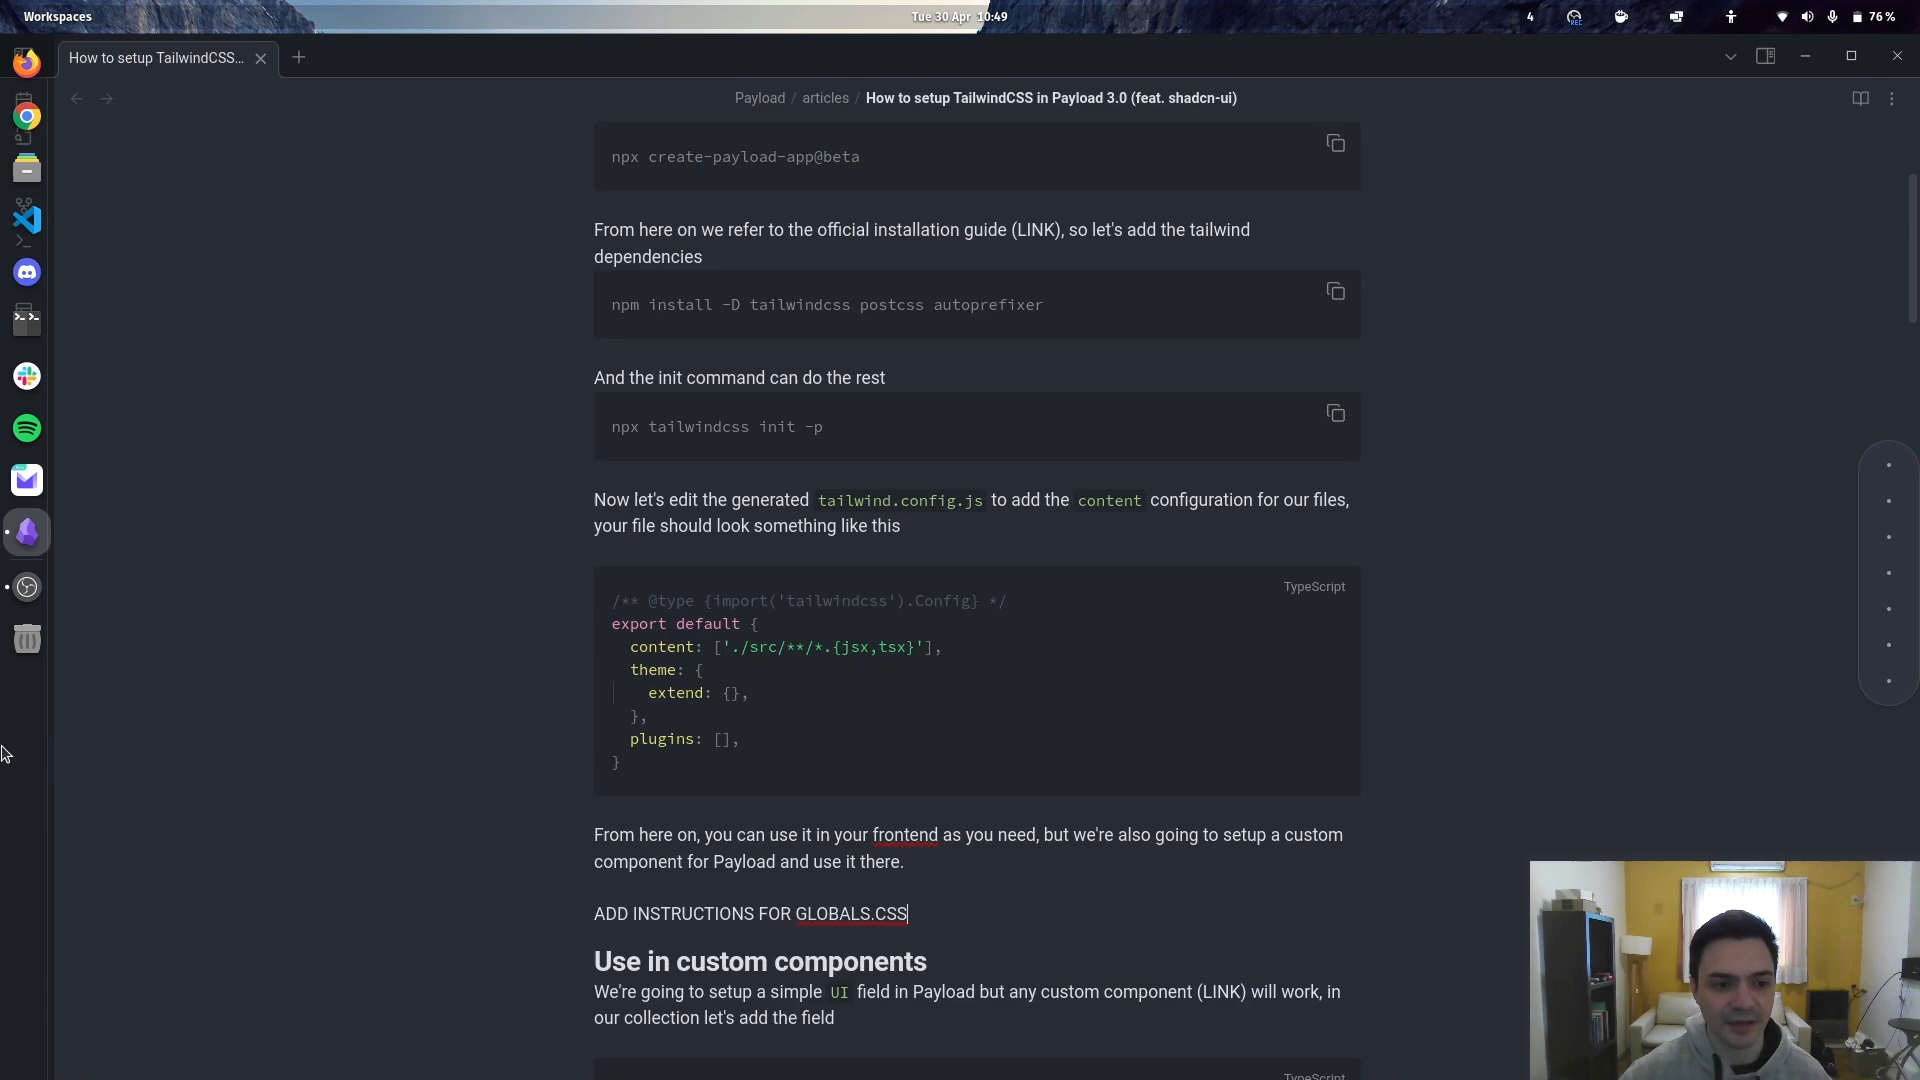 Workspaces
Tue 30 Apr 10:49
4
REC
76 %
How to setup TailwindCSS...
Payload / articles / How to setup TailwindCSS in Payload 3.0 (feat. shadcn-ui)
npx create-payload-app@beta
From here on we refer to the official installation guide (LINK), so let's add the tailwind
dependencies
npm install -D tailwindcss postcss autoprefixer
And the init command can do the rest
npx tailwindcss init -p
Now let's edit the generated tailwind.config.js to add the content configuration for our files,
your file should look something like this
TypeScript
/** @type {import('tailwindcss').Config} */
export default {
content: ['./src/**/*.{jsx,tsx}'],
theme: {
extend: {},
},
plugins: [],
}
From here on, you can use it in your frontend as you need, but we're also going to setup a custom
component for Payload and use it there.
ADD INSTRUCTIONS FOR GLOBALS.CSS
Use in custom components
We're going to setup a simple UI field in Payload but any custom component (LINK) will work, in
our collection let's add the field
TypeScript